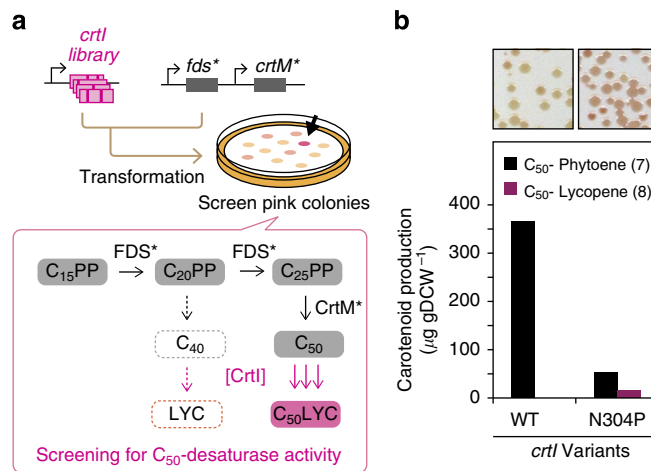 a
crtI
library
fds*
crtM*
Transformation
Screen pink colonies
FDS*
FDS*
C₁₅PP
C₂₀PP
C₂₅PP
CrtM*
C₄₀
[CrtI]
C₅₀
LYC
C₅₀LYC
Screening for C₅₀-desaturase activity
b
C₅₀- Phytoene (7)
C₅₀- Lycopene (8)
Carotenoid production
(µg gDCW⁻¹)
400
300
200
100
50
0
WT
N304P
crtI Variants